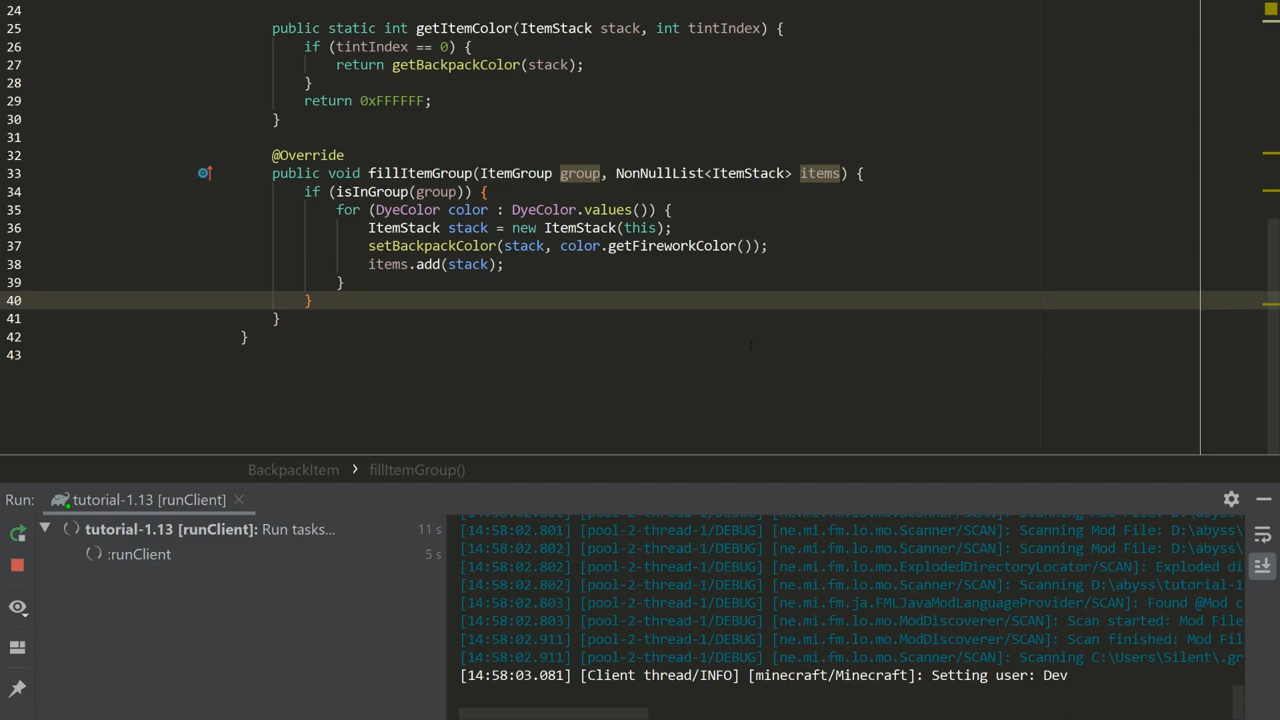 24
25 public static int getItemColor(ItemStack stack, int tintIndex) {
26 if (tintIndex == 0) {
27 return getBackpackColor(stack);
28 }
29 return 0xFFFFFF;
30 }
31
32 @Override
33 public void fillItemGroup(ItemGroup group, NonNullList<ItemStack> items) {
34 if (isInGroup(group)) {
35 for (DyeColor color : DyeColor.values()) {
36 ItemStack stack = new ItemStack(this);
37 setBackpackColor(stack, color.getFireworkColor());
38 items.add(stack);
39 }
40 }
41 }
42 }
43
BackpackItem > fillItemGroup()
Run: tutorial-1.13 [runClient] ×
tutorial-1.13 [runClient]: Run tasks... 11 s
:runClient 5 s
[14:58:02.801] [pool-2-thread-1/DEBUG] [ne.mi.fm.lo.mo.Scanner/SCAN]: Scanning Mod File: D:\abyss\
[14:58:02.802] [pool-2-thread-1/DEBUG] [ne.mi.fm.lo.mo.Scanner/SCAN]: Scanning Mod File: D:\abyss\
[14:58:02.802] [pool-2-thread-1/DEBUG] [ne.mi.fm.lo.mo.ExplodedDirectoryLocator/SCAN]: Exploded di
[14:58:02.802] [pool-2-thread-1/DEBUG] [ne.mi.fm.lo.mo.Scanner/SCAN]: Scanning D:\abyss\tutorial-1
[14:58:02.803] [pool-2-thread-1/DEBUG] [ne.mi.fm.ja.FMLJavaModLanguageProvider/SCAN]: Found @Mod c
[14:58:02.803] [pool-2-thread-1/DEBUG] [ne.mi.fm.lo.mo.ModDiscoverer/SCAN]: Scan started: Mod File
[14:58:02.911] [pool-2-thread-1/DEBUG] [ne.mi.fm.lo.mo.ModDiscoverer/SCAN]: Scan finished: Mod Fil
[14:58:02.911] [pool-2-thread-1/DEBUG] [ne.mi.fm.lo.mo.Scanner/SCAN]: Scanning C:\Users\Silent\.gr
[14:58:03.081] [Client thread/INFO] [minecraft/Minecraft]: Setting user: Dev